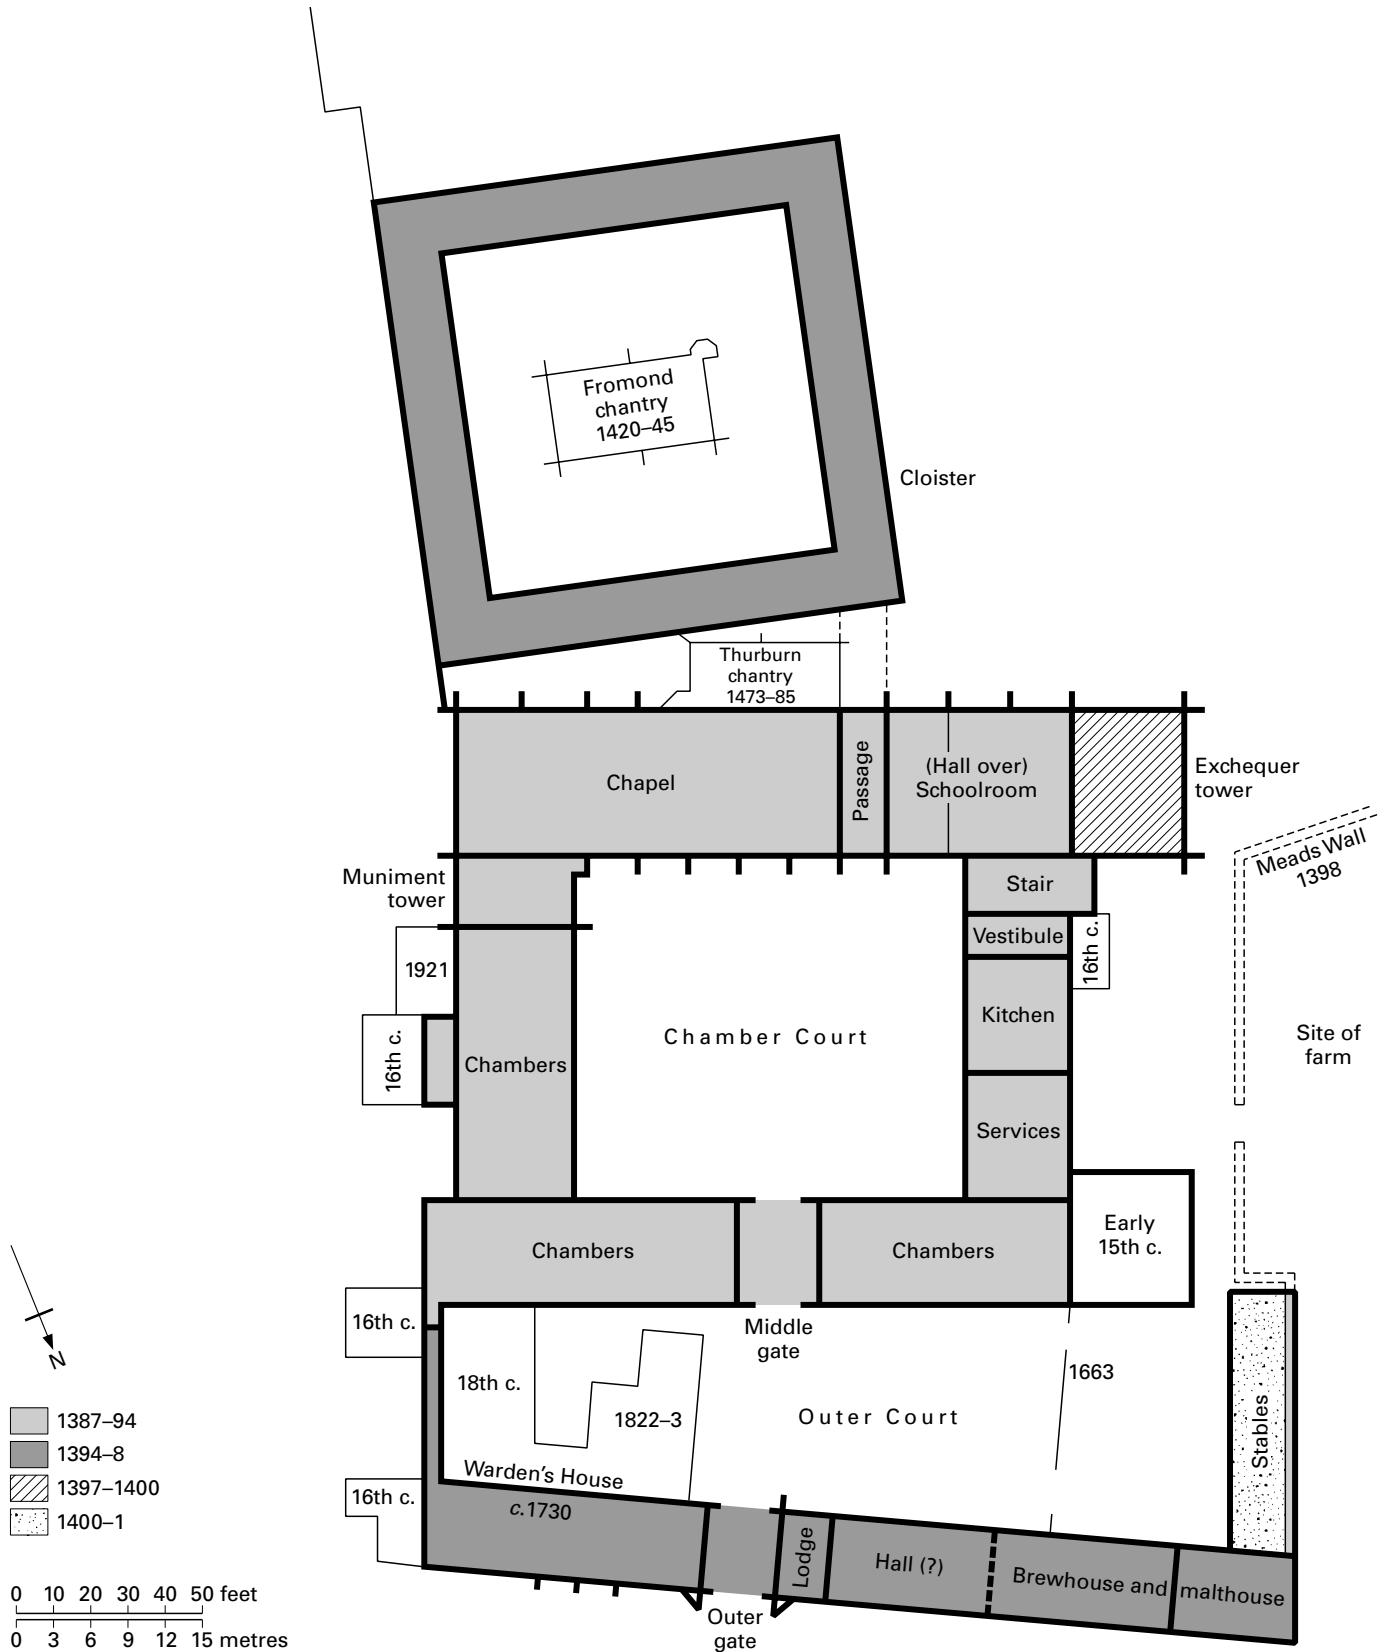 Fromond
chantry
1420–45
Cloister
Thurburn
chantry
1473–85
Chapel
Passage
(Hall over)
Schoolroom
Exchequer
tower
Meads Wall
1398
Muniment
tower
Stair
Vestibule
16th c.
1921
16th c.
Chambers
Chamber Court
Kitchen
Site of
farm
Services
Chambers
Chambers
Early
15th c.
16th c.
Middle
gate
18th c.
1822–3
1663
Outer Court
Stables
Warden's House
c.1730
16th c.
Lodge
Hall (?)
Brewhouse and malthouse
Outer
gate
N
1387–94
1394–8
1397–1400
1400–1
0 10 20 30 40 50 feet
0 3 6 9 12 15 metres